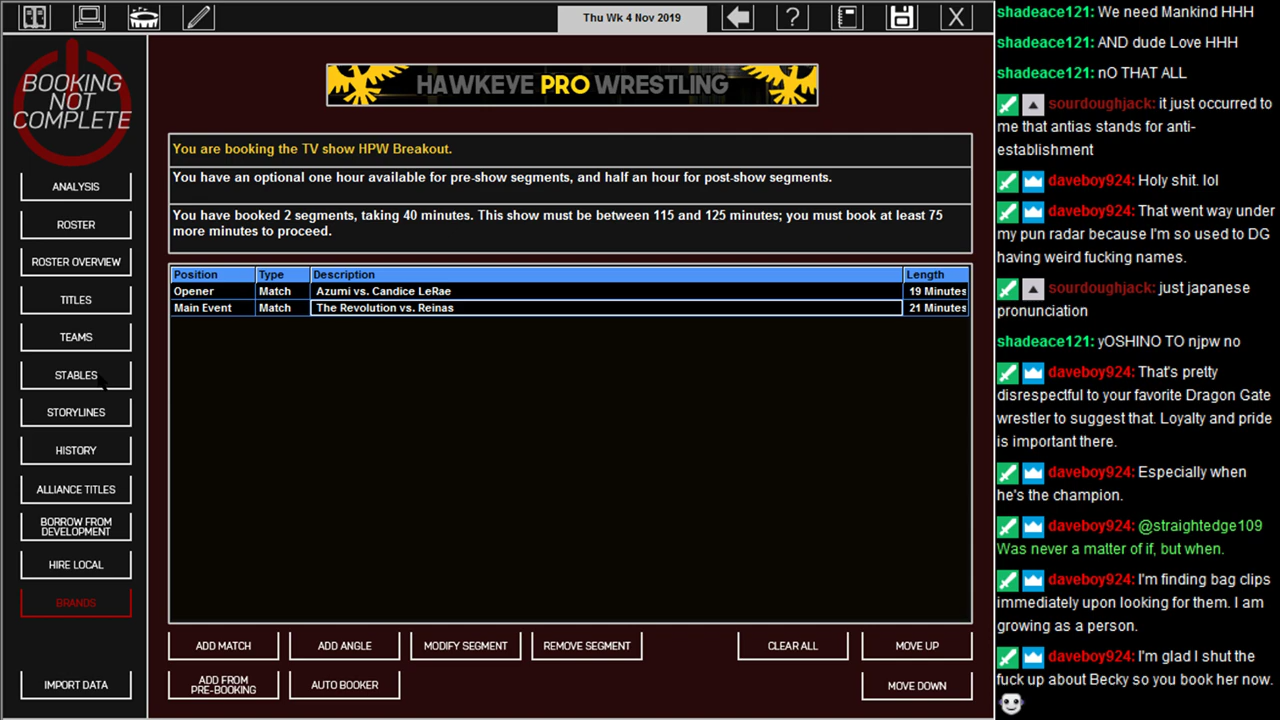 Thu Wk 4 Nov 2019
?
X
BOOKING
NOT
COMPLETE
HAWKEYE PRO WRESTLING
You are booking the TV show HPW Breakout.
You have an optional one hour available for pre-show segments, and half an hour for post-show segments.
You have booked 2 segments, taking 40 minutes. This show must be between 115 and 125 minutes; you must book at least 75
more minutes to proceed.
Position Type Description Length
Opener Match Azumi vs. Candice LeRae 19 Minutes
Main Event Match The Revolution vs. Reinas 21 Minutes
ANALYSIS
ROSTER
ROSTER OVERVIEW
TITLES
TEAMS
STABLES
STORYLINES
HISTORY
ALLIANCE TITLES
BORROW FROM
DEVELOPMENT
HIRE LOCAL
BRANDS
IMPORT DATA
ADD MATCH
ADD ANGLE
MODIFY SEGMENT
REMOVE SEGMENT
CLEAR ALL
MOVE UP
ADD FROM
PRE-BOOKING
AUTO BOOKER
MOVE DOWN
shadeace121: We need Mankind HHH
shadeace121: AND dude Love HHH
shadeace121: nO THAT ALL
sourdoughjack: it just occurred to
me that antias stands for anti-
establishment
daveboy924: Holy shit. lol
daveboy924: That went way under
my pun radar because I'm so used to DG
having weird fucking names.
sourdoughjack: just japanese
pronunciation
shadeace121: yOSHINO TO njpw no
daveboy924: That's pretty
disrespectful to your favorite Dragon Gate
wrestler to suggest that. Loyalty and pride
is important there.
daveboy924: Especially when
he's the champion.
daveboy924: @straightedge109
Was never a matter of if, but when.
daveboy924: I'm finding bag clips
immediately upon looking for them. I am
growing as a person.
daveboy924: I'm glad I shut the
fuck up about Becky so you book her now.